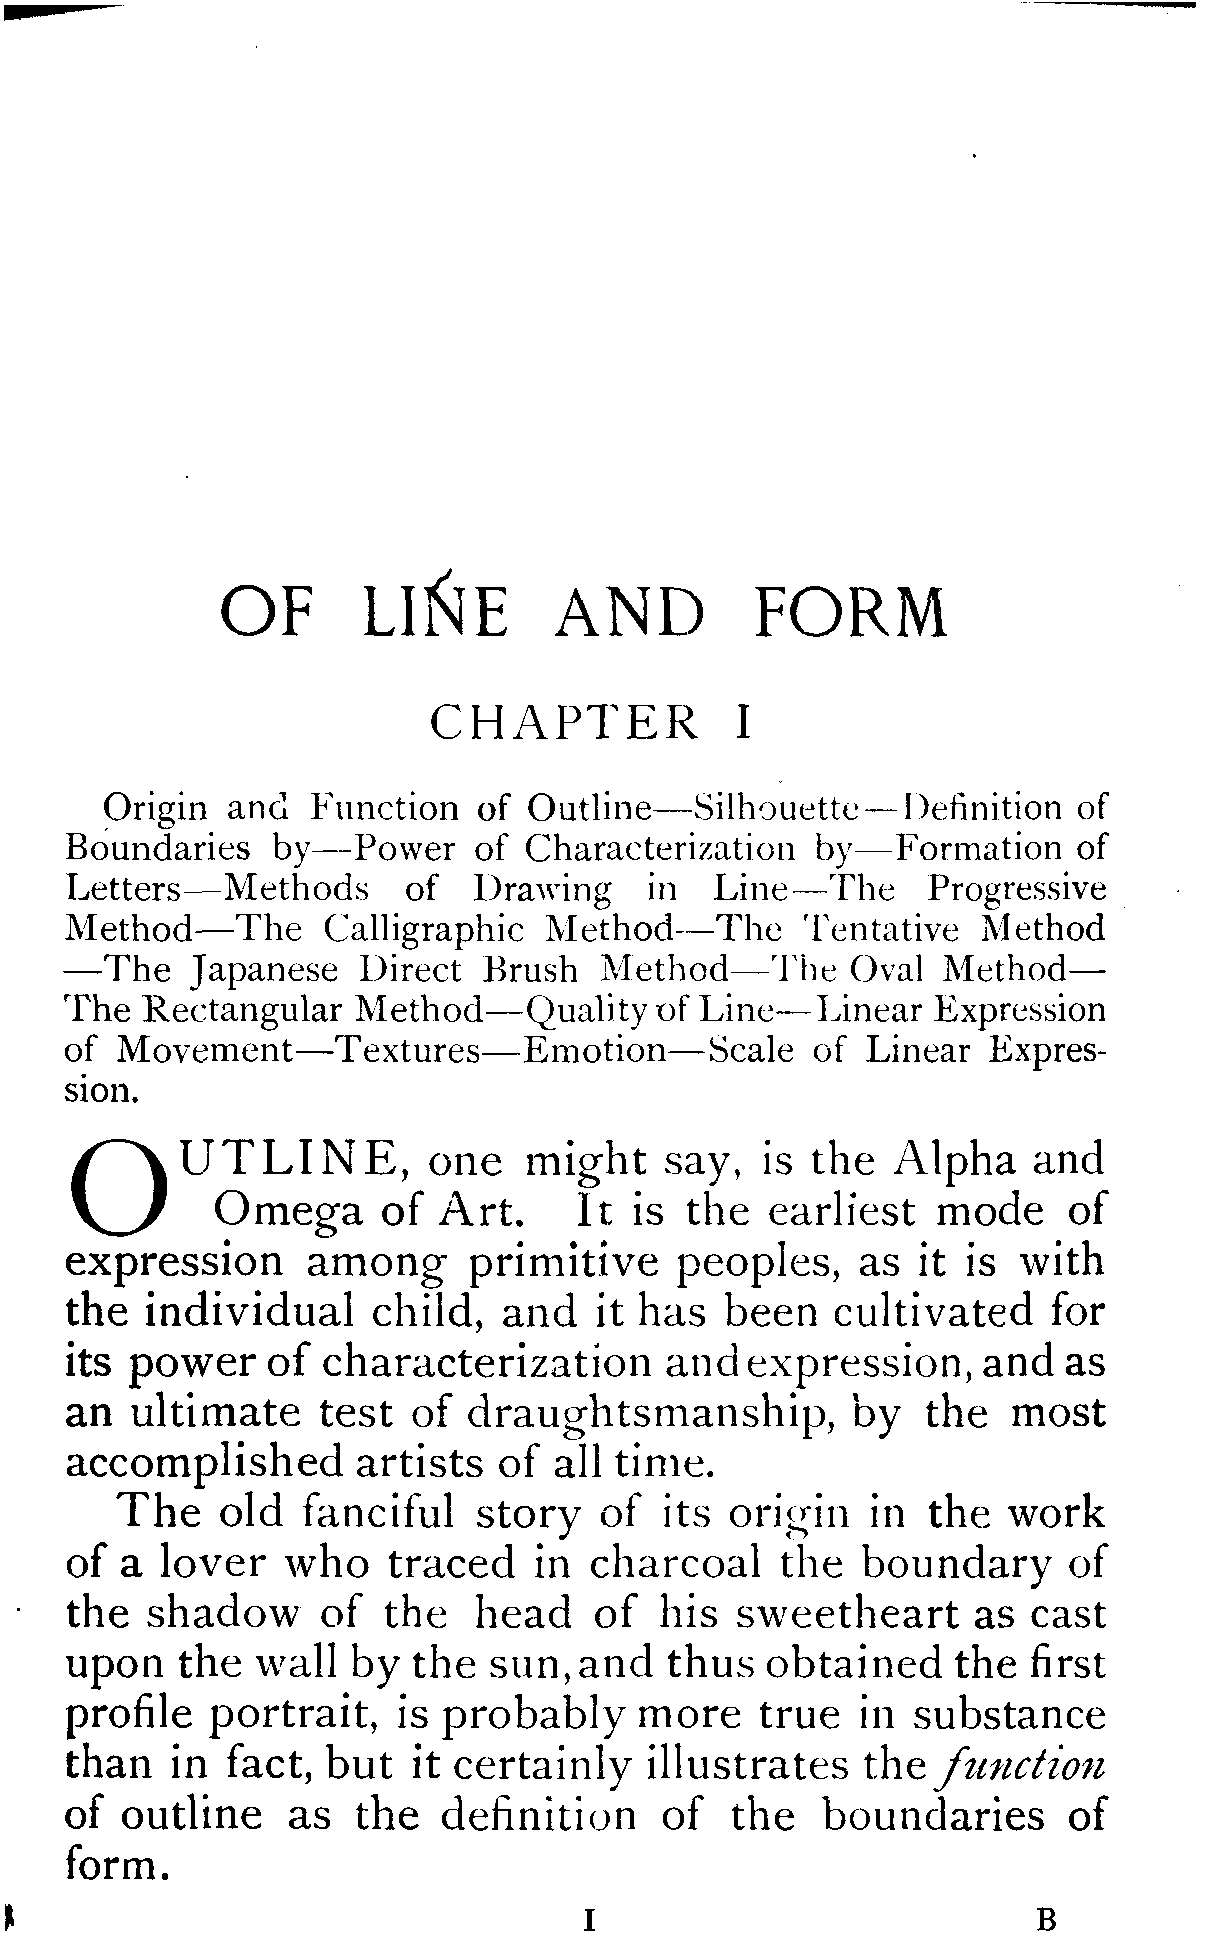 OF LINE AND FORM
CHAPTER I
Origin and Function of Outline—Silhouette—Definition of
Boundaries by—Power of Characterization by—Formation of
Letters—Methods of Drawing in Line—The Progressive
Method—The Calligraphic Method—The Tentative Method
—The Japanese Direct Brush Method—The Oval Method—
The Rectangular Method—Quality of Line—Linear Expression
of Movement—Textures—Emotion—Scale of Linear Expres-
sion.
OUTLINE, one might say, is the Alpha and
Omega of Art. It is the earliest mode of
expression among primitive peoples, as it is with
the individual child, and it has been cultivated for
its power of characterization and expression, and as
an ultimate test of draughtsmanship, by the most
accomplished artists of all time.
The old fanciful story of its origin in the work
of a lover who traced in charcoal the boundary of
the shadow of the head of his sweetheart as cast
upon the wall by the sun, and thus obtained the first
profile portrait, is probably more true in substance
than in fact, but it certainly illustrates the function
of outline as the definition of the boundaries of
form.
I B